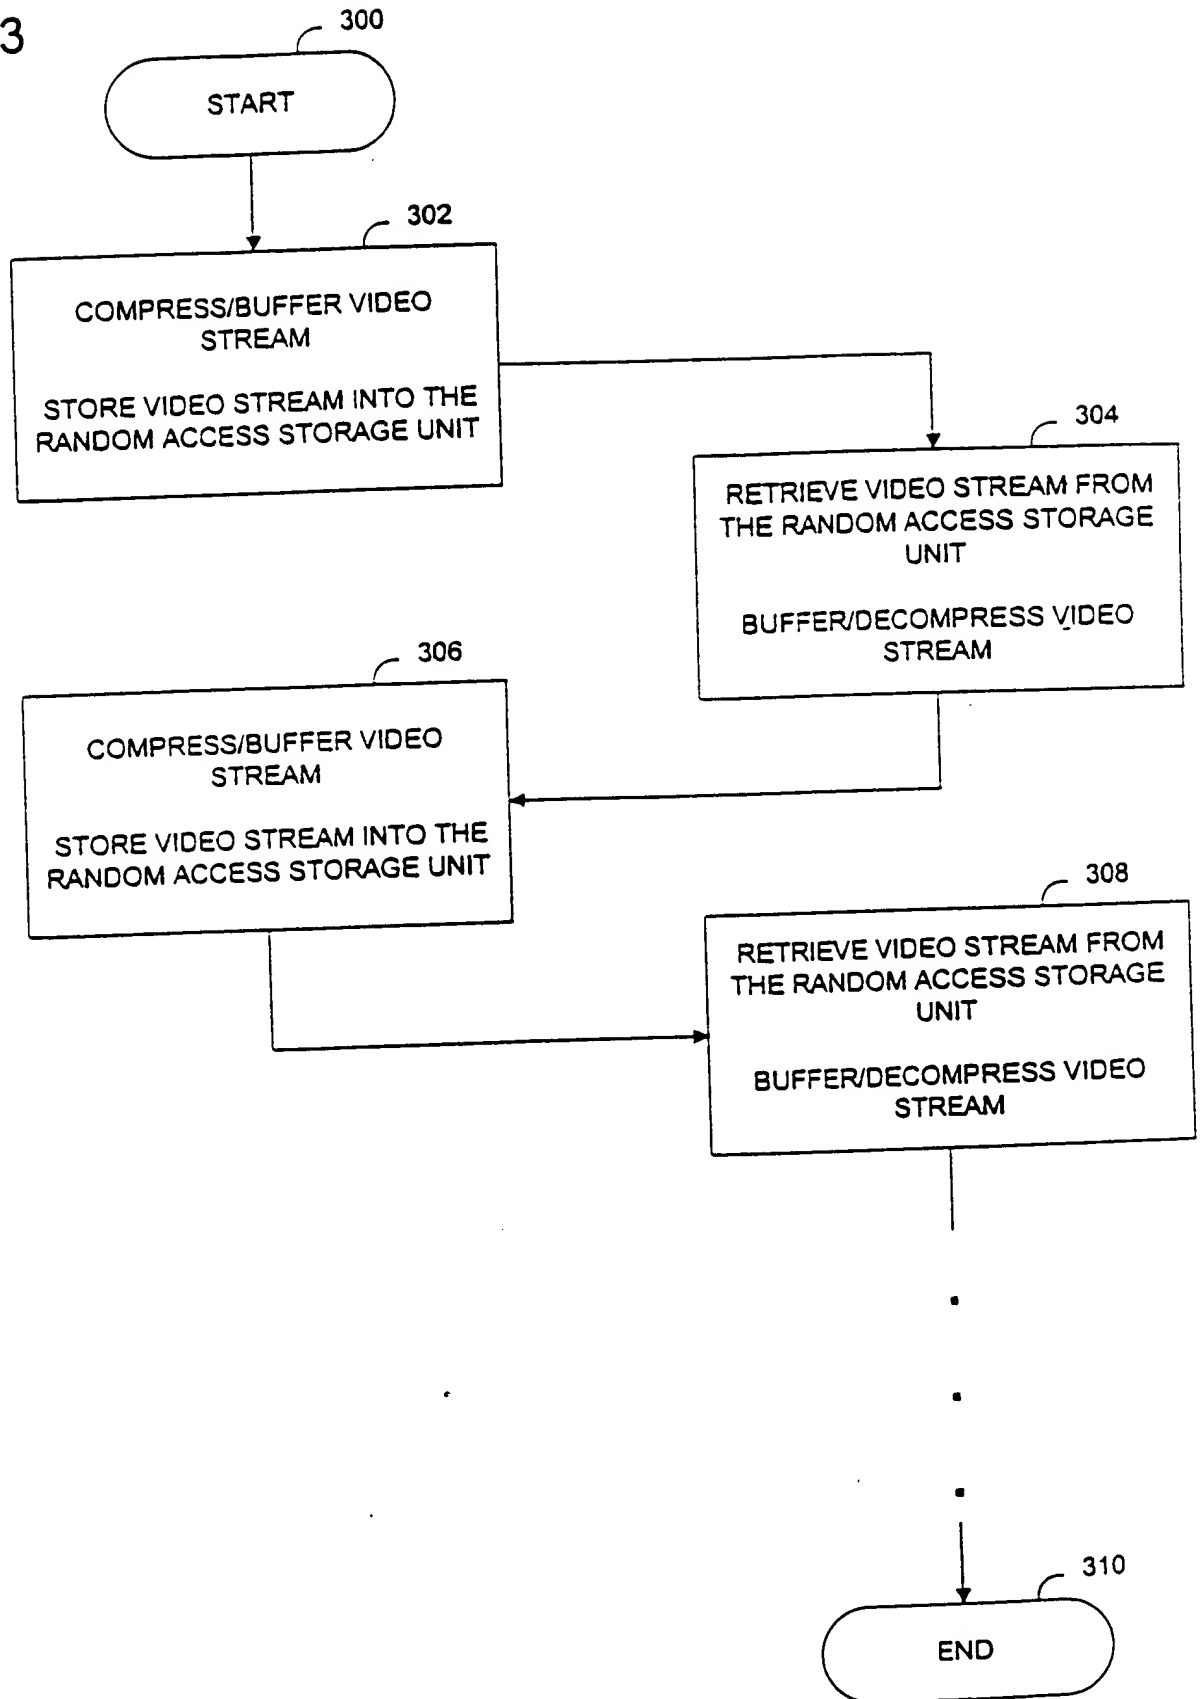 3
300
START
302
COMPRESS/BUFFER VIDEO
STREAM
STORE VIDEO STREAM INTO THE
RANDOM ACCESS STORAGE UNIT
304
RETRIEVE VIDEO STREAM FROM
THE RANDOM ACCESS STORAGE
UNIT
BUFFER/DECOMPRESS VIDEO
STREAM
306
COMPRESS/BUFFER VIDEO
STREAM
STORE VIDEO STREAM INTO THE
RANDOM ACCESS STORAGE UNIT
308
RETRIEVE VIDEO STREAM FROM
THE RANDOM ACCESS STORAGE
UNIT
BUFFER/DECOMPRESS VIDEO
STREAM
310
END